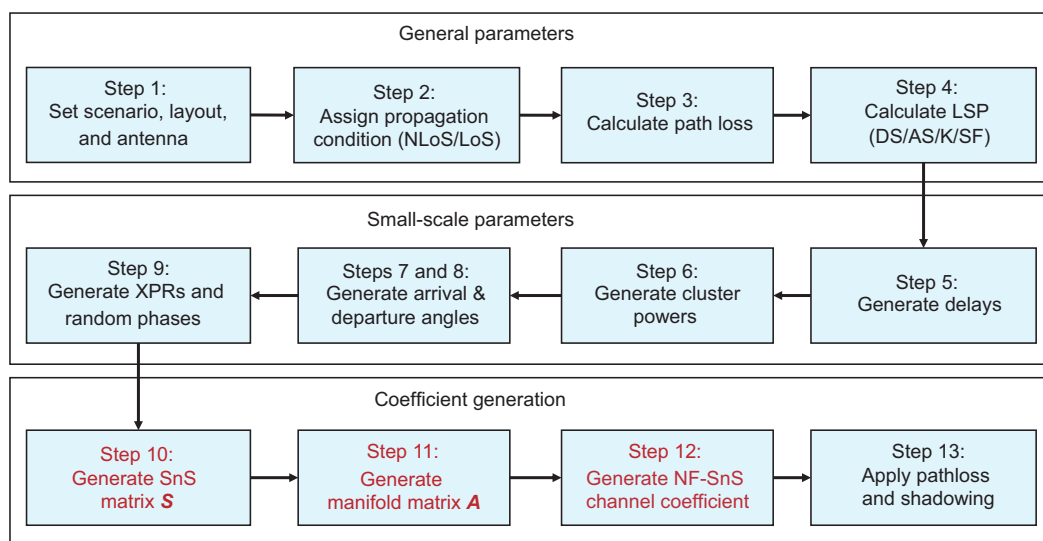 General parameters
Step 1:
Set scenario, layout,
and antenna
Step 2:
Assign propagation
condition (NLoS/LoS)
Step 3:
Calculate path loss
Step 4:
Calculate LSP
(DS/AS/K/SF)
Small-scale parameters
Step 9:
Generate XPRs and
random phases
Steps 7 and 8:
Generate arrival &
departure angles
Step 6:
Generate cluster
powers
Step 5:
Generate delays
Coefficient generation
Step 10:
Generate SnS
matrix S
Step 11:
Generate
manifold matrix A
Step 12:
Generate NF-SnS
channel coefficient
Step 13:
Apply pathloss
and shadowing